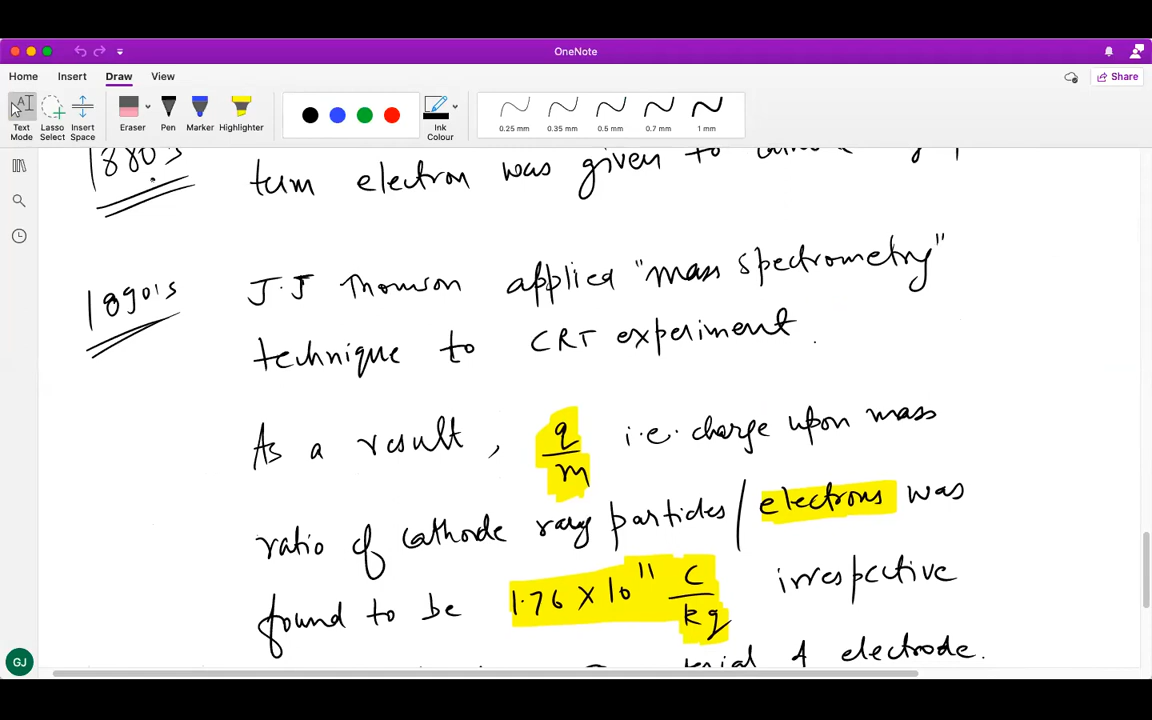 OneNote
Home Insert Draw View Share
Text Mode Lasso Select Insert Space Eraser Pen Marker Highlighter Ink Colour 0.25 mm 0.35 mm 0.5 mm 0.7 mm 1 mm
1880's
term electron was given to
1890's J.J Thomson applied "mass spectrometry"
technique to CRT experiment.
As a result, q/m i.e. charge upon mass
ratio of cathode rays particles/electrons was
found to be 1.76 × 10¹¹ C/kg irrespective
electrode.
GJ